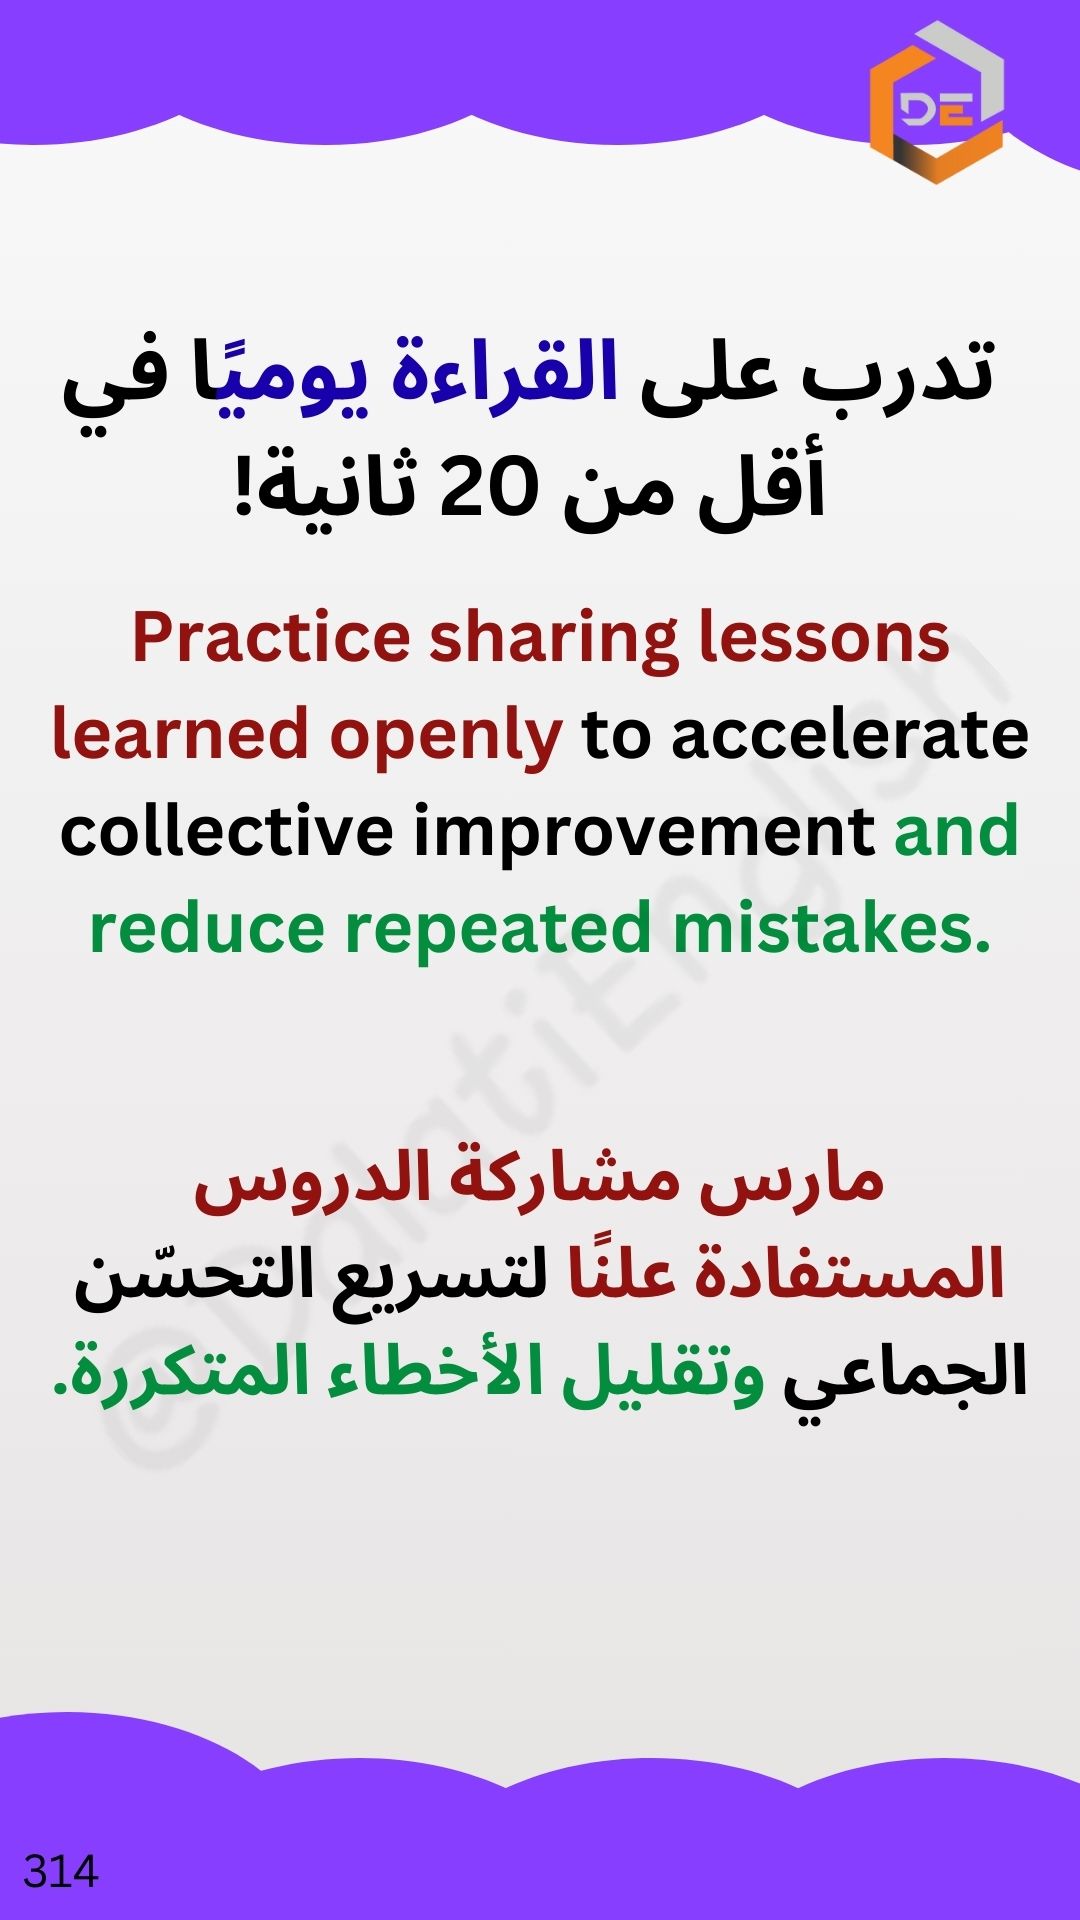 DE
تدرب على القراءة يوميًا في
أقل من 20 ثانية!
Practice sharing lessons
learned openly to accelerate
collective improvement and
reduce repeated mistakes.
@DalatiEnglish
مارس مشاركة الدروس
المستفادة علنًا لتسريع التحسّن
الجماعي وتقليل الأخطاء المتكررة.
314